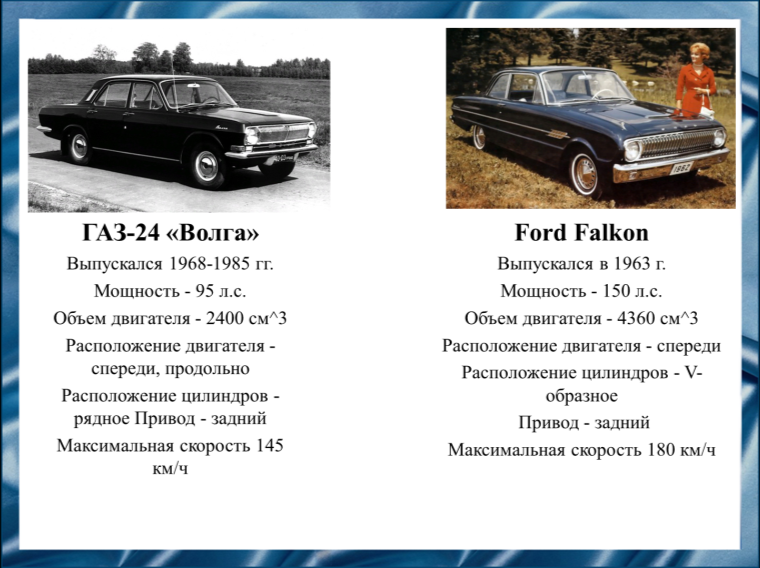 1962
ГАЗ-24 «Волга»
Выпускался 1968-1985 гг.
Мощность - 95 л.с.
Объем двигателя - 2400 см^3
Расположение двигателя -
спереди, продольно
Расположение цилиндров -
рядное Привод - задний
Максимальная скорость 145
км/ч
Ford Falkon
Выпускался в 1963 г.
Мощность - 150 л.с.
Объем двигателя - 4360 см^3
Расположение двигателя - спереди
Расположение цилиндров - V-
образное
Привод - задний
Максимальная скорость 180 км/ч